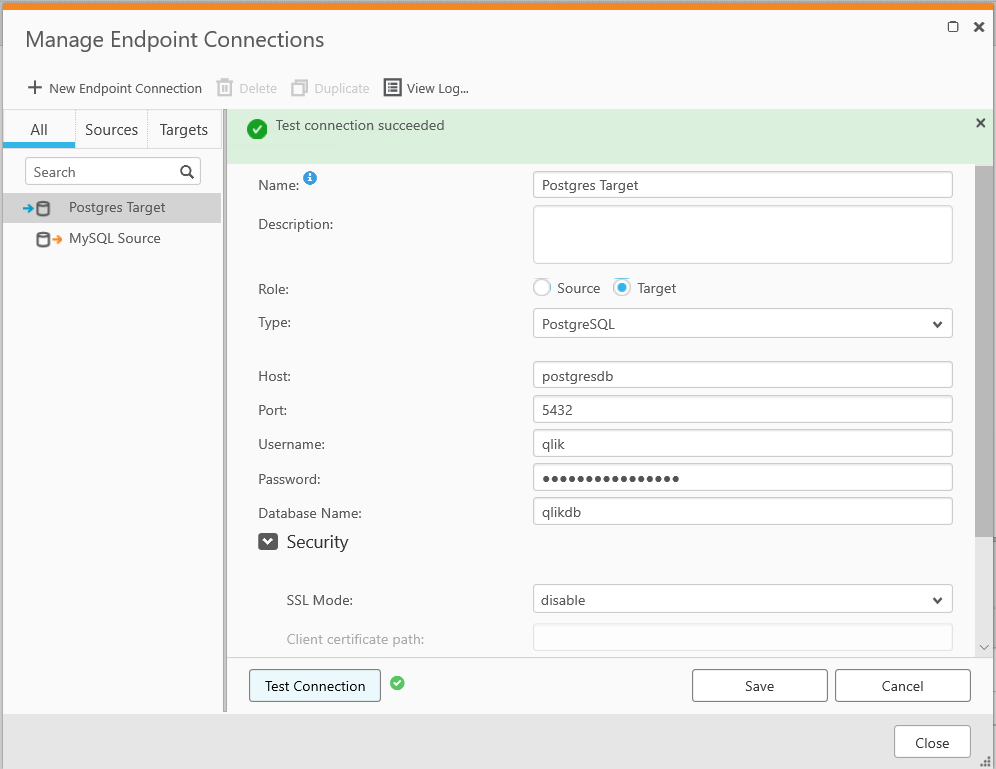 Manage Endpoint Connections
New Endpoint Connection Delete Duplicate View Log...
All Sources Targets
Test connection succeeded
Search
Postgres Target
MySQL Source
Name: Postgres Target
Description:
Role: Source Target
Type: PostgreSQL
Host: postgresdb
Port: 5432
Username: qlik
Password: ●●●●●●●●●●●●●●●●
Database Name: qlikdb
Security
SSL Mode: disable
Client certificate path:
Test Connection Save Cancel
Close